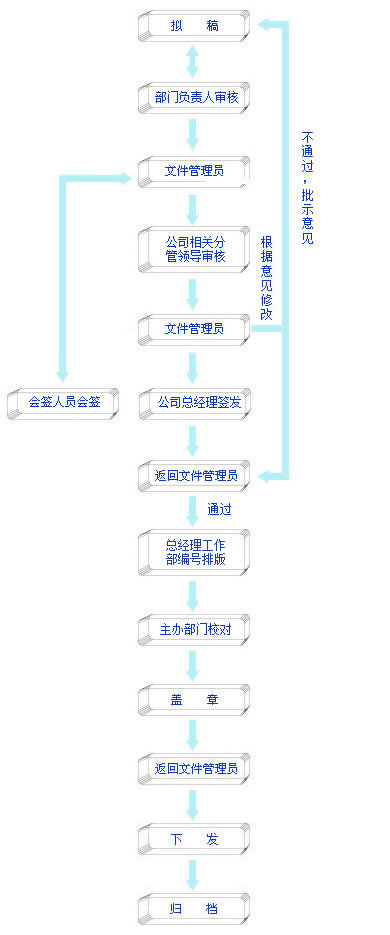 拟 稿
部门负责人审核
文件管理员
公司相关分
管领导审核
文件管理员
根据意见修改
不通过，批示意见
会签人员会签
公司总经理签发
返回文件管理员
通过
总经理工作
部编号排版
主办部门校对
盖 章
返回文件管理员
下 发
归 档